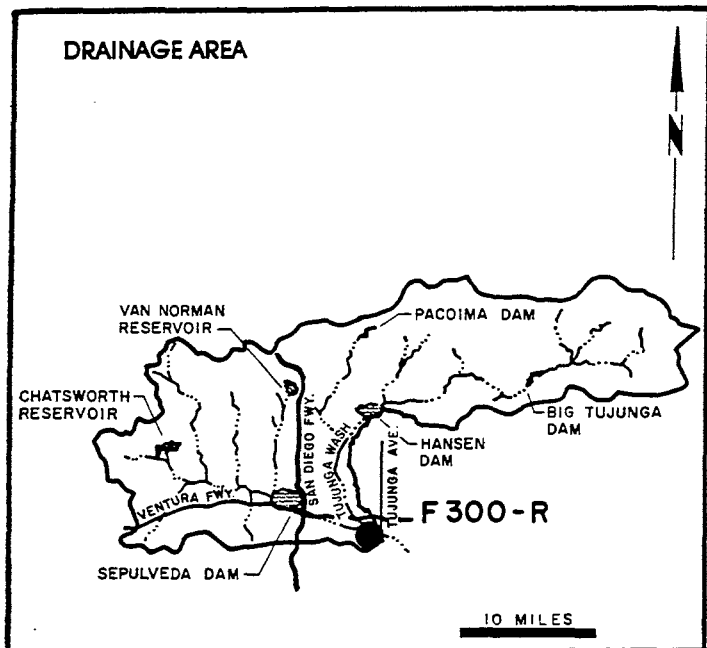 DRAINAGE AREA
N
VAN NORMAN
RESERVOIR
PACOIMA DAM
CHATSWORTH
RESERVOIR
SAN DIEGO FWY.
TUJUNGA WASH
TUJUNGA AVE.
HANSEN
DAM
BIG TUJUNGA
DAM
VENTURA FWY.
F300-R
SEPULVEDA DAM
10 MILES